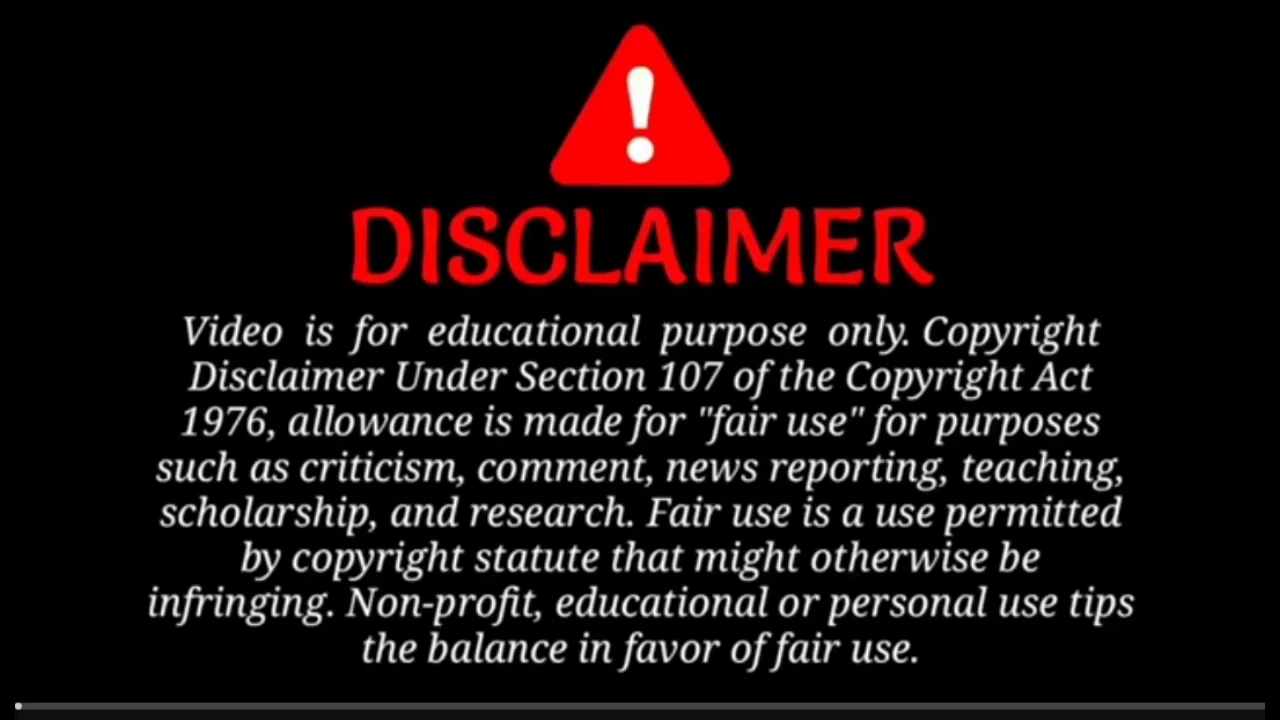 !
DISCLAIMER
Video is for educational purpose only. Copyright
Disclaimer Under Section 107 of the Copyright Act
1976, allowance is made for "fair use" for purposes
such as criticism, comment, news reporting, teaching,
scholarship, and research. Fair use is a use permitted
by copyright statute that might otherwise be
infringing. Non-profit, educational or personal use tips
the balance in favor of fair use.